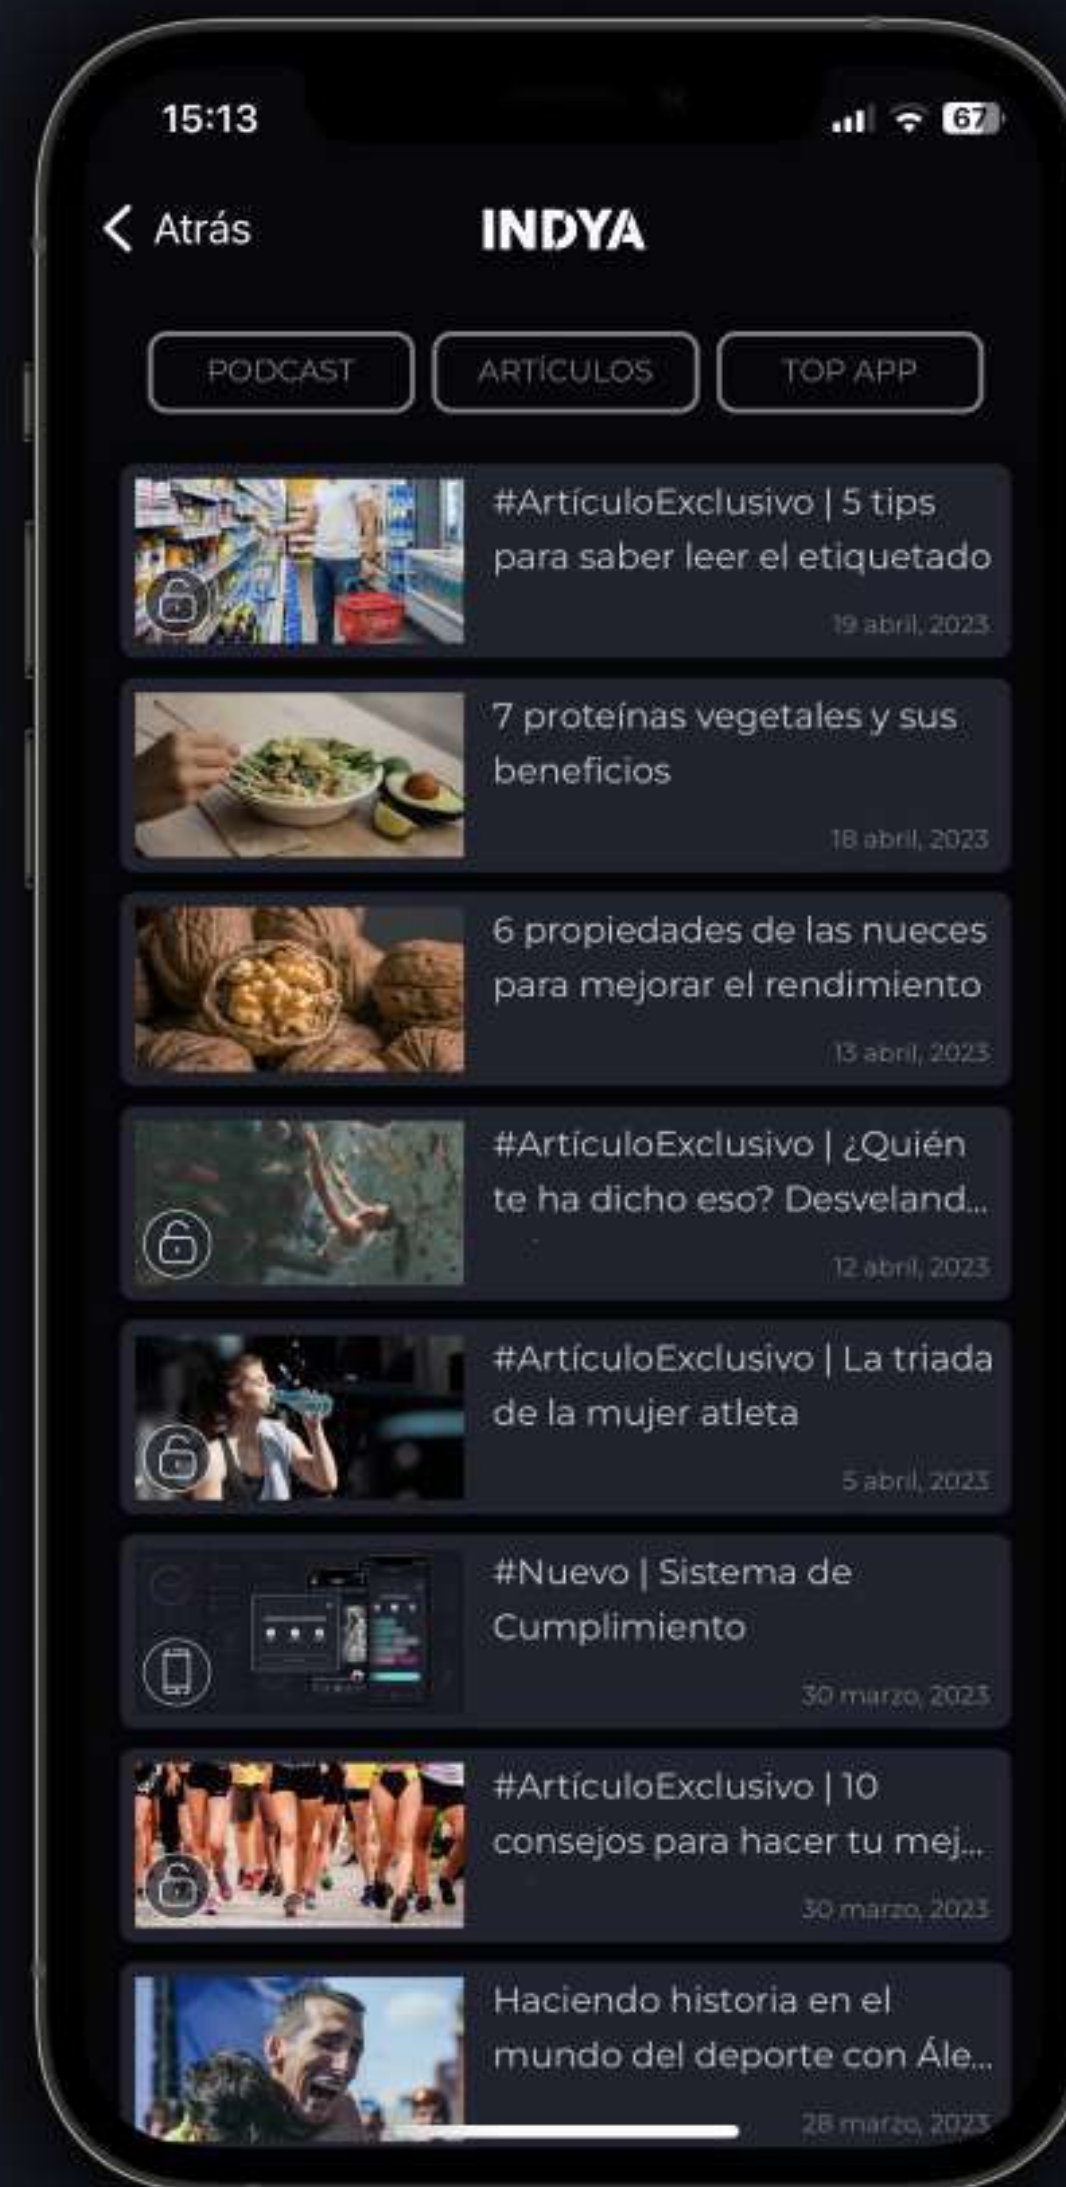 15:13
67
Atrás
INDYA
PODCAST
ARTÍCULOS
TOP APP
#ArtículoExclusivo | 5 tips
para saber leer el etiquetado
19 abril, 2023
7 proteínas vegetales y sus
beneficios
18 abril, 2023
6 propiedades de las nueces
para mejorar el rendimiento
13 abril, 2023
#ArtículoExclusivo | ¿Quién
te ha dicho eso? Desveland...
12 abril, 2023
#ArtículoExclusivo | La triada
de la mujer atleta
5 abril, 2023
#Nuevo | Sistema de
Cumplimiento
30 marzo, 2023
#ArtículoExclusivo | 10
consejos para hacer tu mej...
30 marzo, 2023
Haciendo historia en el
mundo del deporte con Ále...
28 marzo, 2023